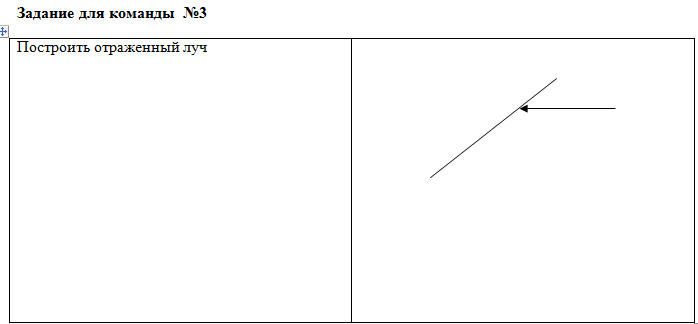 Задание для команды №3
Построить отраженный луч